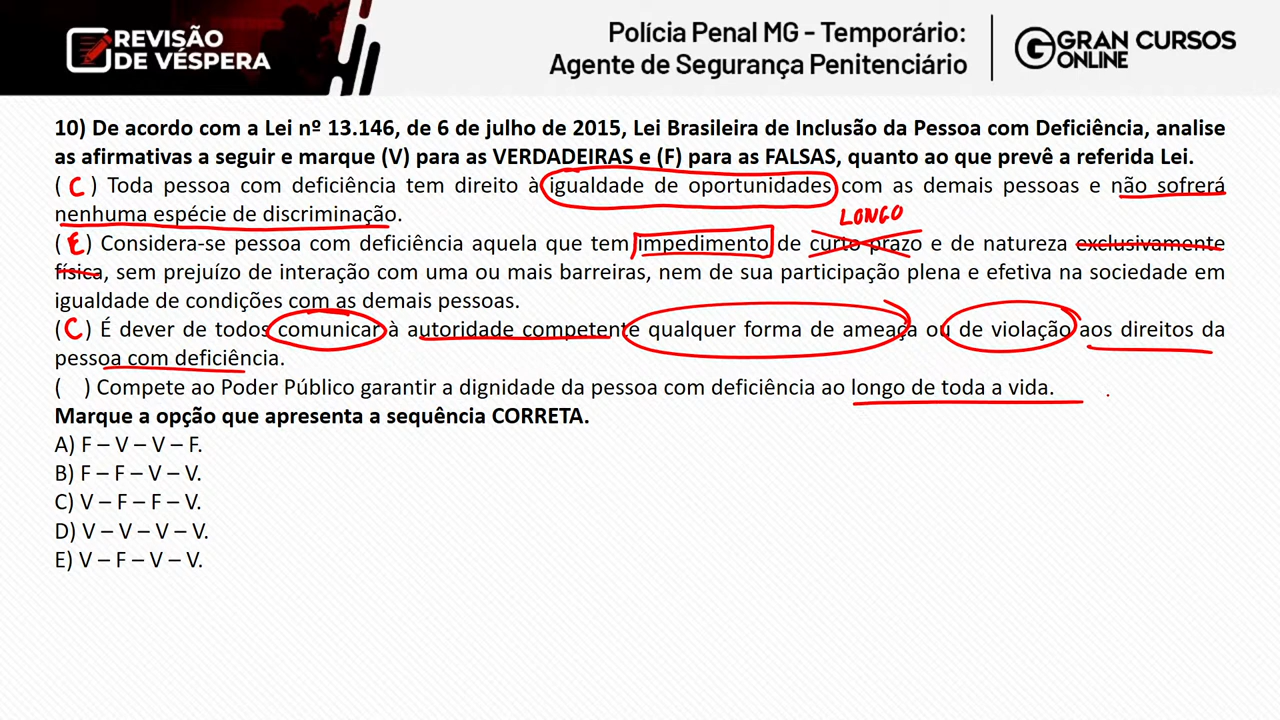 REVISÃO
DE VÉSPERA
Polícia Penal MG - Temporário:
Agente de Segurança Penitenciário
GRAN CURSOS
ONLINE
10) De acordo com a Lei nº 13.146, de 6 de julho de 2015, Lei Brasileira de Inclusão da Pessoa com Deficiência, analise
as afirmativas a seguir e marque (V) para as VERDADEIRAS e (F) para as FALSAS, quanto ao que prevê a referida Lei.
( C ) Toda pessoa com deficiência tem direito à igualdade de oportunidades com as demais pessoas e não sofrerá
nenhuma espécie de discriminação.
LONGO
( E ) Considera-se pessoa com deficiência aquela que tem impedimento de curto prazo e de natureza exclusivamente
física, sem prejuízo de interação com uma ou mais barreiras, nem de sua participação plena e efetiva na sociedade em
igualdade de condições com as demais pessoas.
( C ) É dever de todos comunicar à autoridade competente qualquer forma de ameaça ou de violação aos direitos da
pessoa com deficiência.
( ) Compete ao Poder Público garantir a dignidade da pessoa com deficiência ao longo de toda a vida.
Marque a opção que apresenta a sequência CORRETA.
A) F – V – V – F.
B) F – F – V – V.
C) V – F – F – V.
D) V – V – V – V.
E) V – F – V – V.